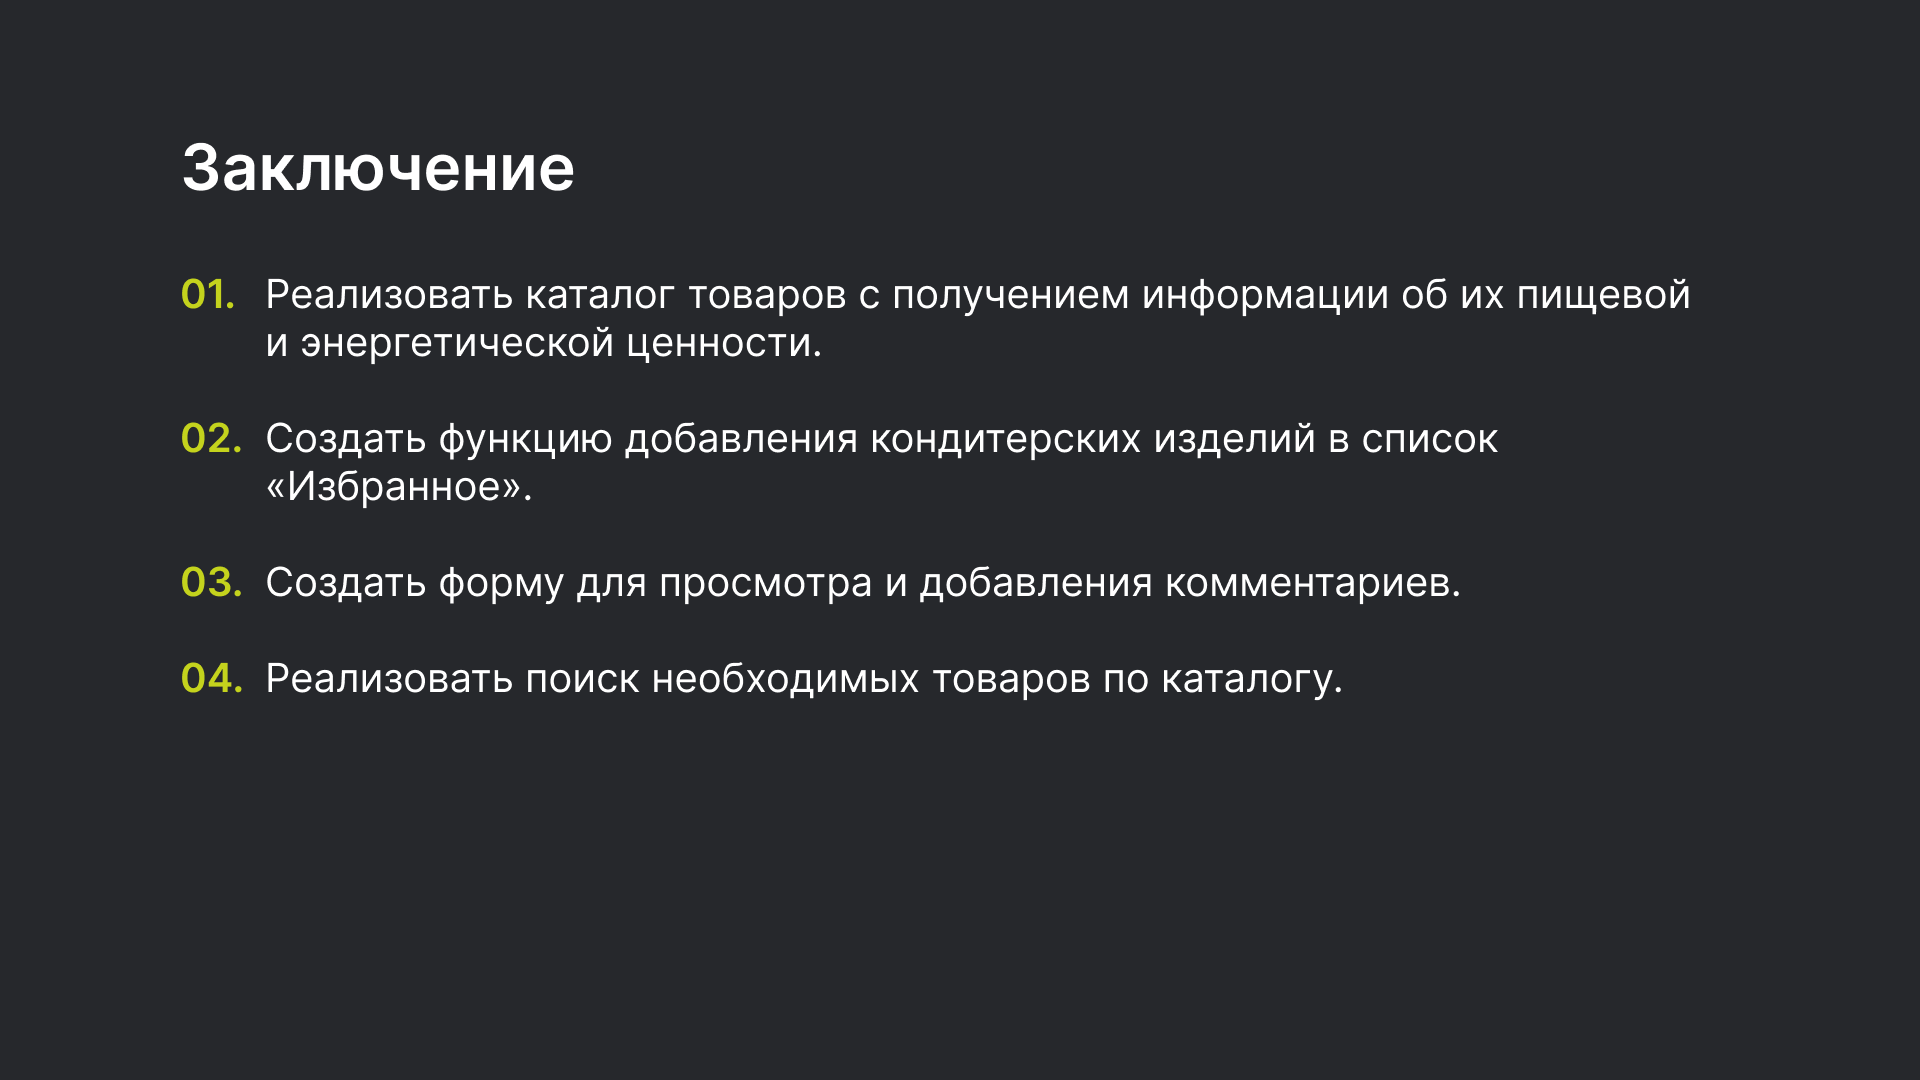 Заключение
01. Реализовать каталог товаров с получением информации об их пищевой
и энергетической ценности.
02. Создать функцию добавления кондитерских изделий в список
«Избранное».
03. Создать форму для просмотра и добавления комментариев.
04. Реализовать поиск необходимых товаров по каталогу.